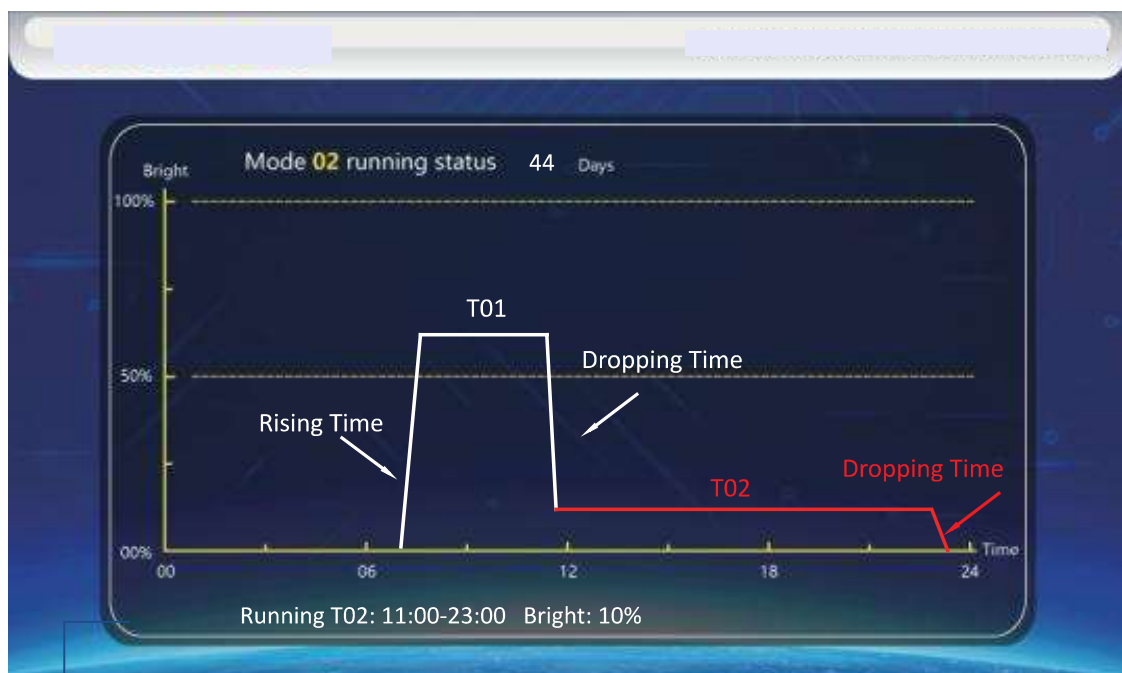 Mode 02 running status 44 Days
Bright
100%
T01
Dropping Time
50%
Rising Time
Dropping Time
T02
00%
Time
00 06 12 18 24
Running T02: 11:00-23:00 Bright: 10%